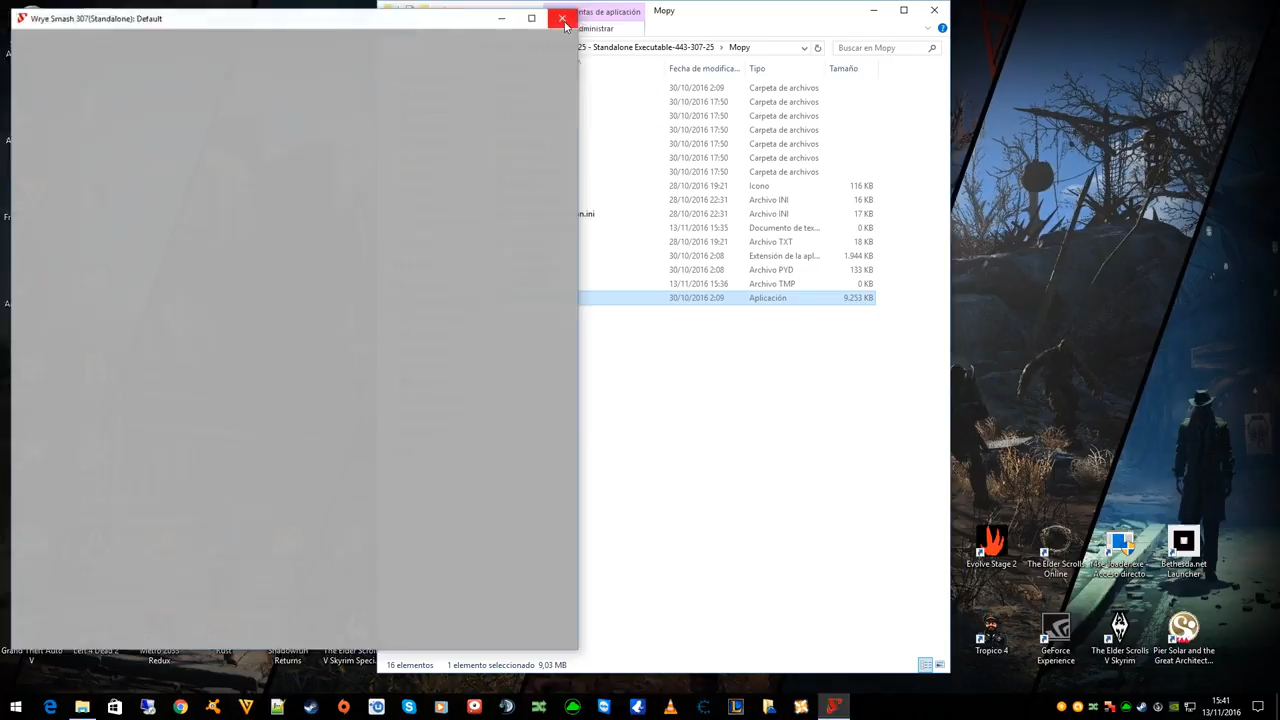 Wrye Smash 307(Standalone): Default
ntas de aplicación
Mopy
ministrar
25 - Standalone Executable-443-307-25 › Mopy
Buscar en Mopy
Fecha de modifica... Tipo Tamaño
30/10/2016 2:09 Carpeta de archivos
30/10/2016 17:50 Carpeta de archivos
30/10/2016 17:50 Carpeta de archivos
30/10/2016 17:50 Carpeta de archivos
30/10/2016 17:50 Carpeta de archivos
30/10/2016 17:50 Carpeta de archivos
30/10/2016 17:50 Carpeta de archivos
28/10/2016 19:21 Icono 116 KB
28/10/2016 22:31 Archivo INI 16 KB
n.ini 28/10/2016 22:31 Archivo INI 17 KB
13/11/2016 15:35 Documento de tex... 0 KB
28/10/2016 19:21 Archivo TXT 18 KB
30/10/2016 2:08 Extensión de la apl... 1.944 KB
30/10/2016 2:08 Archivo PYD 133 KB
13/11/2016 15:36 Archivo TMP 0 KB
30/10/2016 2:09 Aplicación 9.253 KB
16 elementos 1 elemento seleccionado 9,03 MB
Evolve Stage 2
The Elder Scrolls Online
f4se_loader.exe - Acceso directo
Bethesda.net Launcher
Tropico 4
GeForce Experience
The Elder Scrolls V Skyrim
Pier Solar and the Great Architect...
Grand Theft Auto V
Left 4 Dead 2
Metro 2033 Redux
Rust
Shadowrun Returns
The Elder Scrolls V Skyrim Speci...
15:41
13/11/2016